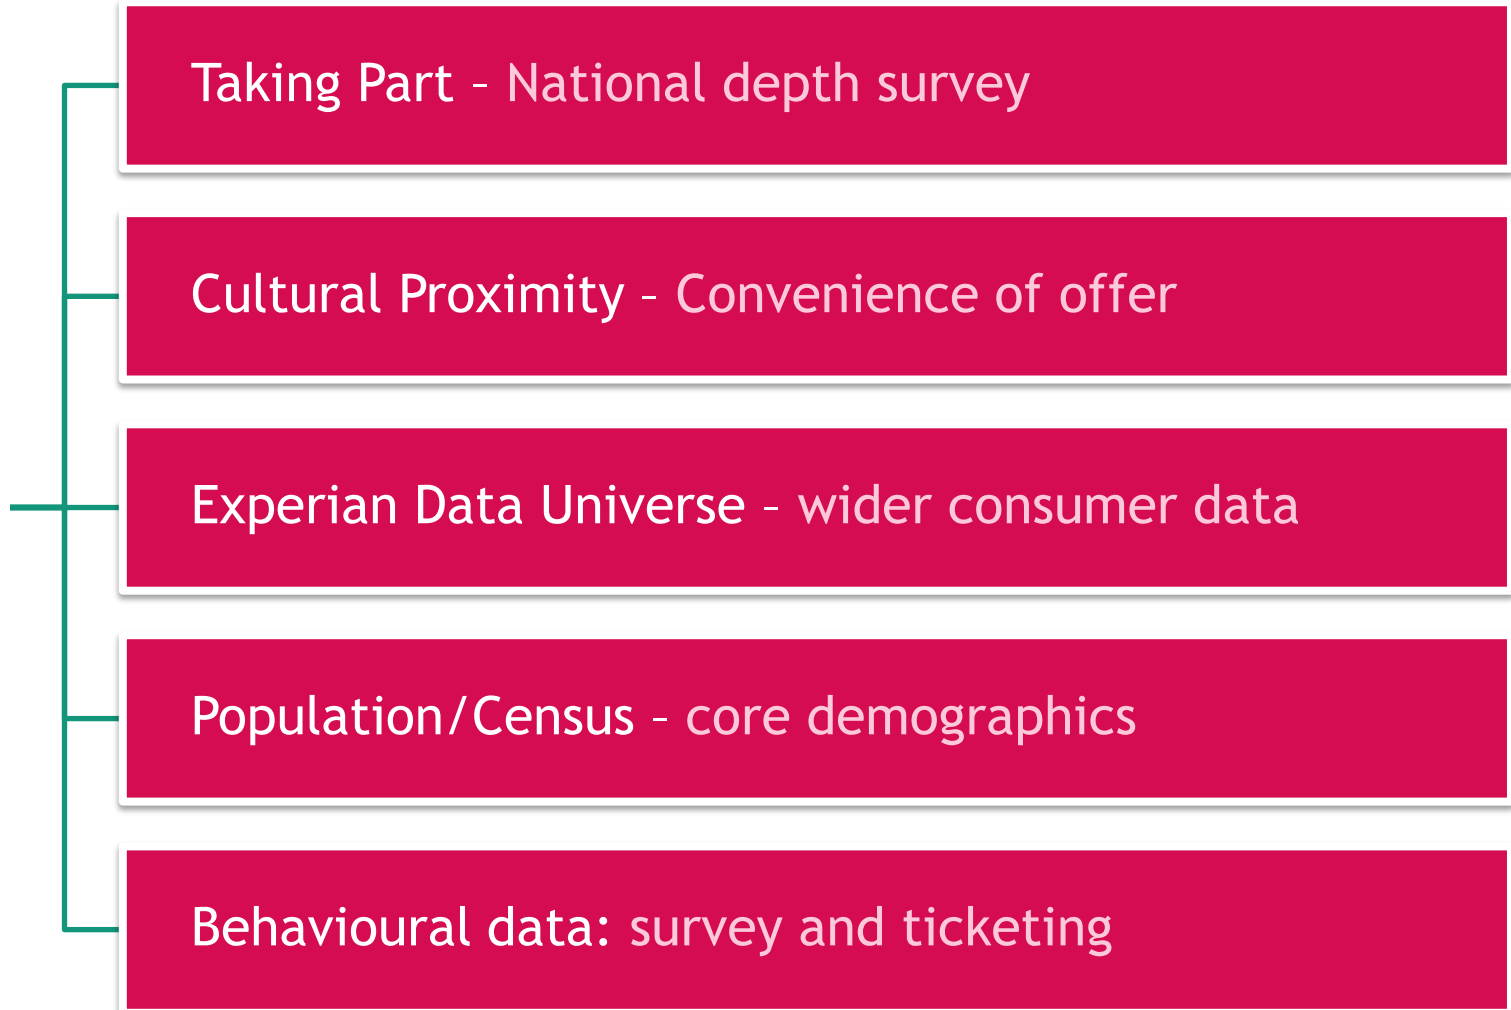 Taking Part – National depth survey
Cultural Proximity – Convenience of offer
Experian Data Universe – wider consumer data
Population/Census – core demographics
Behavioural data: survey and ticketing